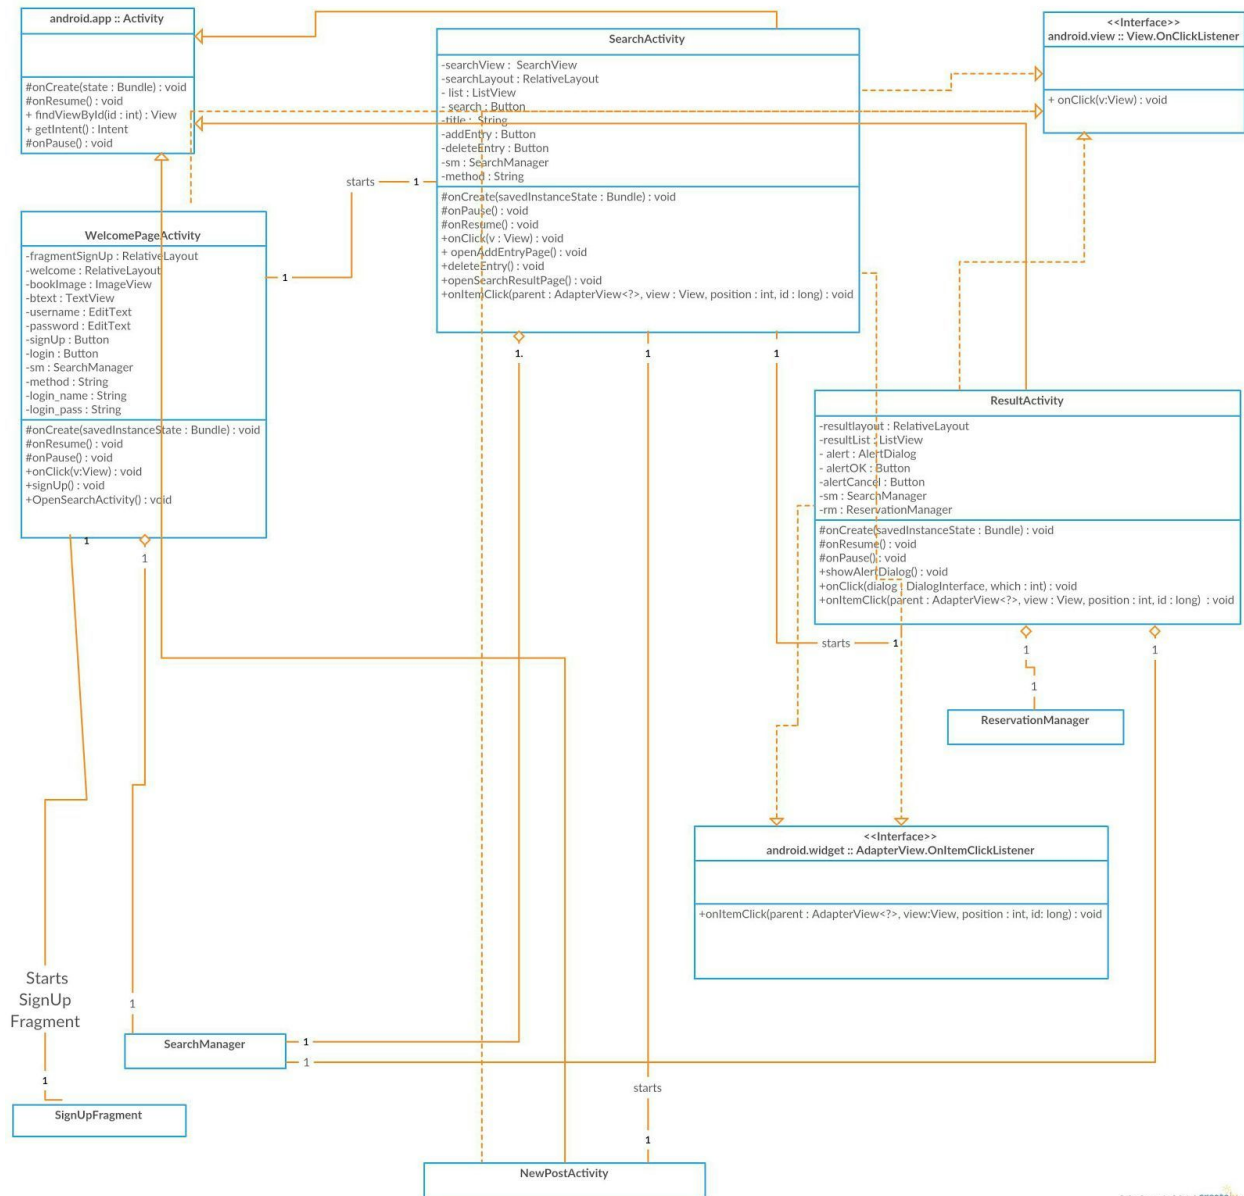 android.app :: Activity
#onCreate(state : Bundle) : void
#onResume() : void
+ findViewById(id : int) : View
+ getIntent() : Intent
#onPause() : void
SearchActivity
-searchView : SearchView
-searchLayout : RelativeLayout
- list : ListView
- search : Button
-title : String
-addEntry : Button
-deleteEntry : Button
-sm : SearchManager
-method : String
#onCreate(savedInstanceState : Bundle) : void
#onPause() : void
#onResume() : void
+onClick(v : View) : void
+ openAddEntryPage() : void
+deleteEntry() : void
+openSearchResultPage() : void
+onItemClick(parent : AdapterView<?>, view : View, position : int, id : long) : void
<<Interface>>
android.view :: View.OnClickListener
+ onClick(v:View) : void
starts
1
1
WelcomePageActivity
-fragmentSignUp : RelativeLayout
-welcome : RelativeLayout
-bookImage : ImageView
-btext : TextView
-username : EditText
-password : EditText
-signUp : Button
-login : Button
-sm : SearchManager
-method : String
-login_name : String
-login_pass : String
#onCreate(savedInstanceState : Bundle) : void
#onResume() : void
#onPause() : void
+onClick(v:View) : void
+signUp() : void
+OpenSearchActivity() : void
1.
1
1
ResultActivity
-resultlayout : RelativeLayout
-resultList : ListView
- alert : AlertDialog
- alertOK : Button
-alertCancel : Button
-sm : SearchManager
-rm : ReservationManager
#onCreate(savedInstanceState : Bundle) : void
#onResume() : void
#onPause() : void
+showAlertDialog() : void
+onClick(dialog : DialogInterface, which : int) : void
+onItemClick(parent : AdapterView<?>, view : View, position : int, id : long) : void
1
1
starts
1
1
1
1
ReservationManager
<<Interface>>
android.widget :: AdapterView.OnItemClickListener
+onItemClick(parent : AdapterView<?>, view:View, position : int, id: long) : void
Starts
SignUp
Fragment
1
SearchManager
1
1
1
SignUpFragment
starts
1
NewPostActivity